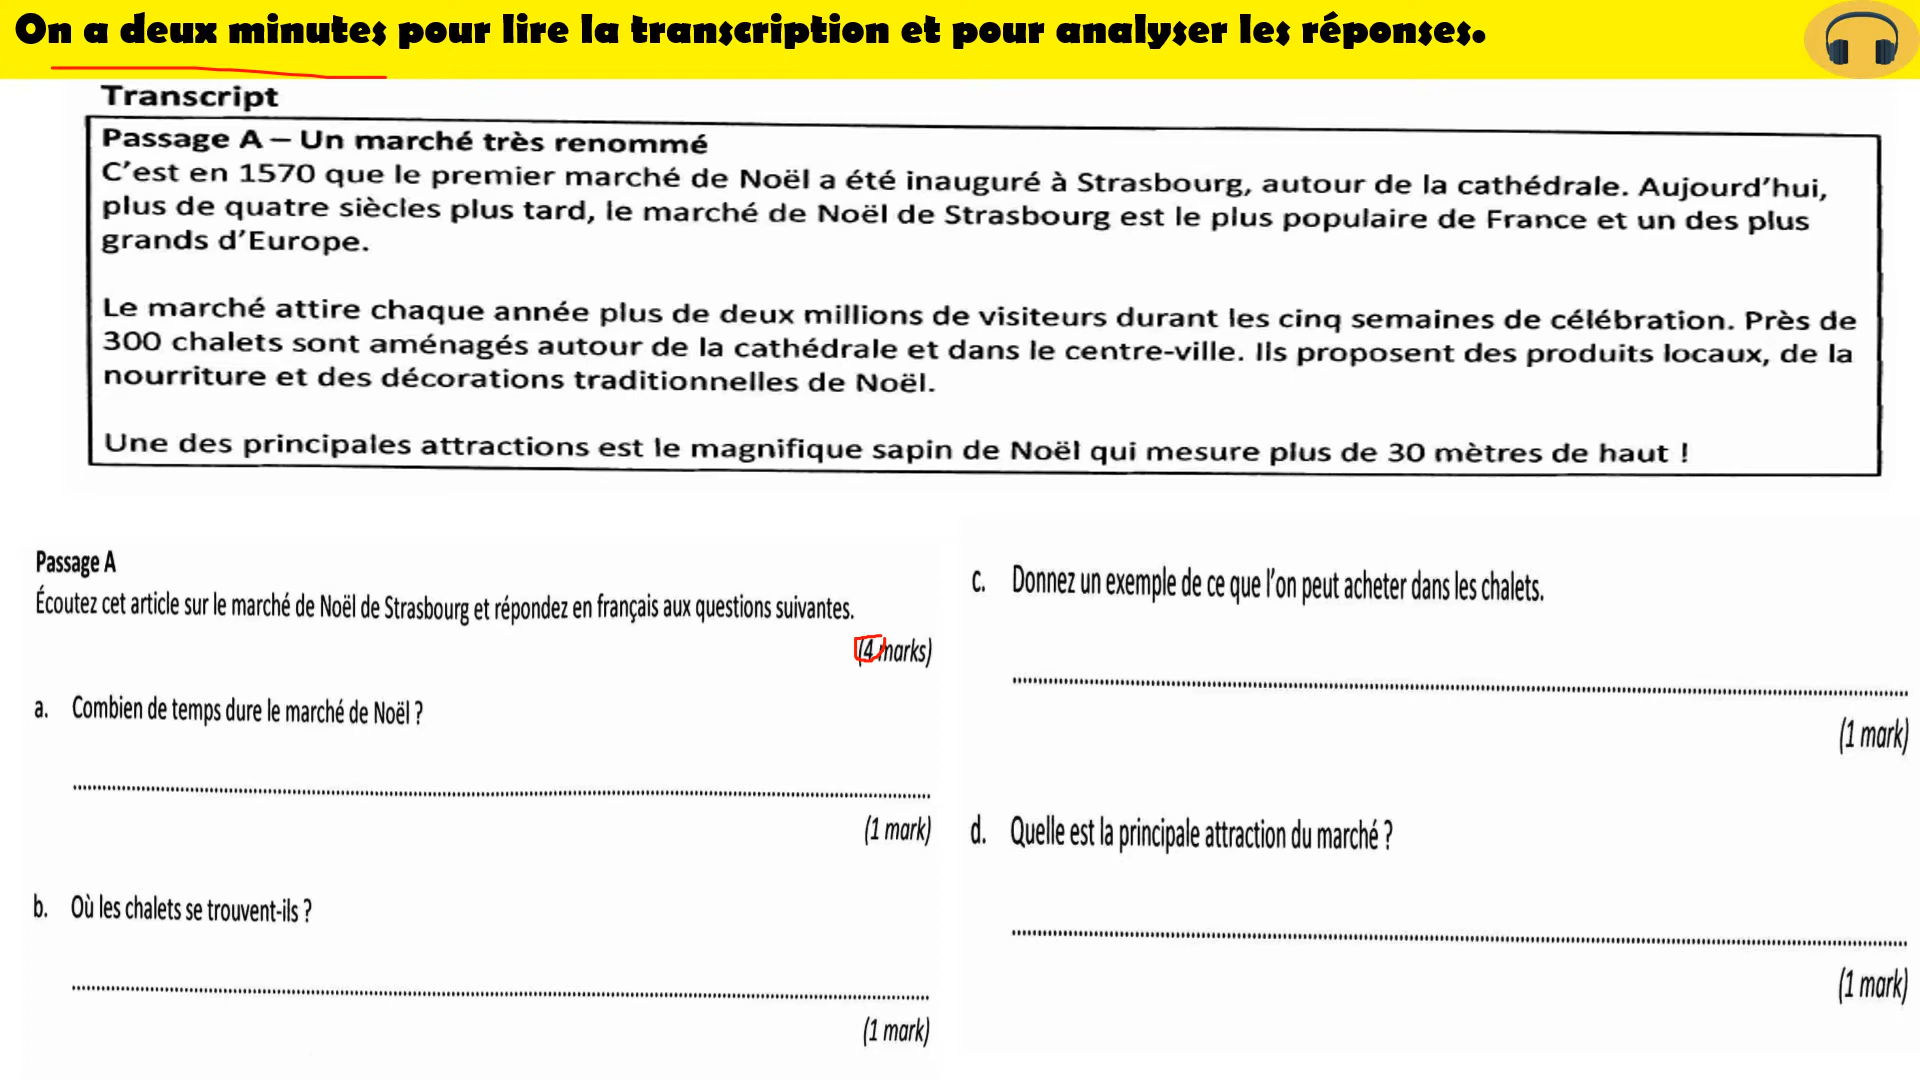 On a deux minutes pour lire la transcription et pour analyser les réponses.
Transcript
Passage A – Un marché très renommé
C’est en 1570 que le premier marché de Noël a été inauguré à Strasbourg, autour de la cathédrale. Aujourd’hui,
plus de quatre siècles plus tard, le marché de Noël de Strasbourg est le plus populaire de France et un des plus
grands d’Europe.
Le marché attire chaque année plus de deux millions de visiteurs durant les cinq semaines de célébration. Près de
300 chalets sont aménagés autour de la cathédrale et dans le centre-ville. Ils proposent des produits locaux, de la
nourriture et des décorations traditionnelles de Noël.
Une des principales attractions est le magnifique sapin de Noël qui mesure plus de 30 mètres de haut !
Passage A
Écoutez cet article sur le marché de Noël de Strasbourg et répondez en français aux questions suivantes.
(4 marks)
a. Combien de temps dure le marché de Noël ?
(1 mark)
b. Où les chalets se trouvent-ils ?
(1 mark)
c. Donnez un exemple de ce que l’on peut acheter dans les chalets.
(1 mark)
d. Quelle est la principale attraction du marché ?
(1 mark)